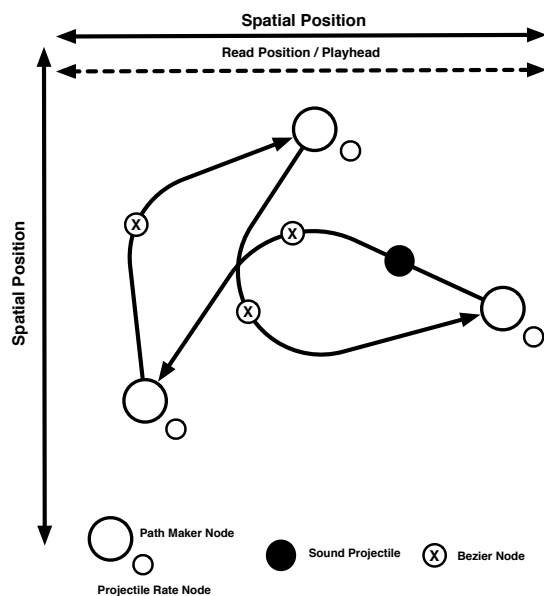 Spatial Position
Read Position / Playhead
Spatial Position
X
X
X
Path Maker Node
Sound Projectile
X
Bezier Node
Projectile Rate Node